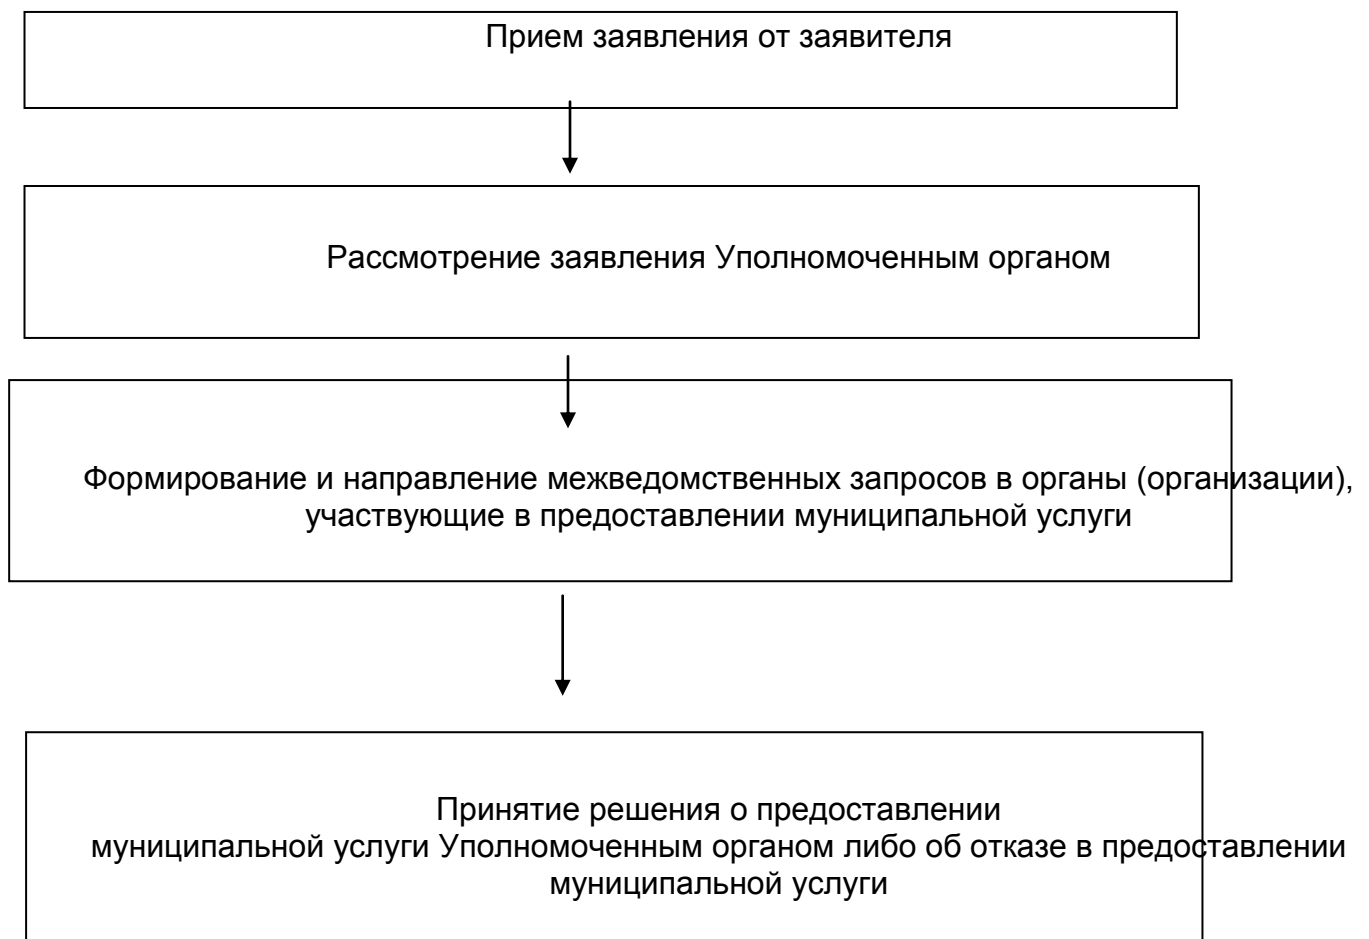 Прием заявления от заявителя
Рассмотрение заявления Уполномоченным органом
Формирование и направление межведомственных запросов в органы (организации),
участвующие в предоставлении муниципальной услуги
Принятие решения о предоставлении
муниципальной услуги Уполномоченным органом либо об отказе в предоставлении
муниципальной услуги